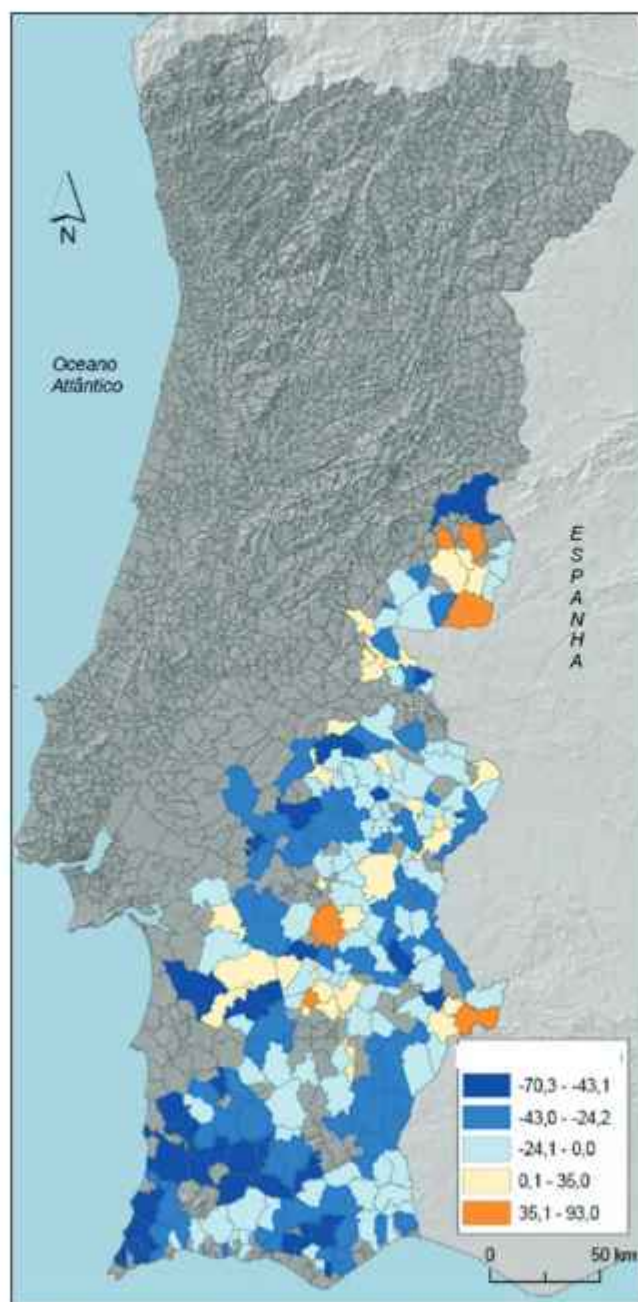 N
Oceano
Atlântico
ESPANHA
-70,3 - -43,1
-43,0 - -24,2
-24,1 - 0,0
0,1 - 35,0
35,1 - 93,0
0 50 km